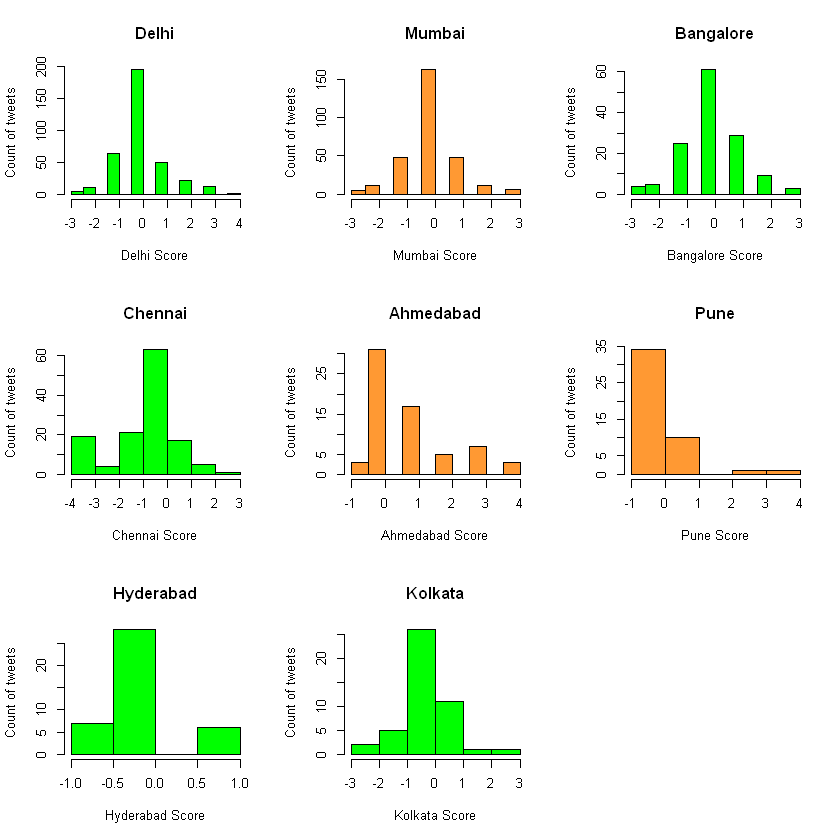 Delhi
Count of tweets
0 50 100 150 200
-3 -2 -1 0 1 2 3 4
Delhi Score
Mumbai
Count of tweets
0 50 100 150
-3 -2 -1 0 1 2 3
Mumbai Score
Bangalore
Count of tweets
0 20 40 60
-3 -2 -1 0 1 2 3
Bangalore Score
Chennai
Count of tweets
0 20 40 60
-4 -3 -2 -1 0 1 2 3
Chennai Score
Ahmedabad
Count of tweets
0 5 15 25
-1 0 1 2 3 4
Ahmedabad Score
Pune
Count of tweets
0 5 15 25 35
-1 0 1 2 3 4
Pune Score
Hyderabad
Count of tweets
0 5 10 20
-1.0 -0.5 0.0 0.5 1.0
Hyderabad Score
Kolkata
Count of tweets
0 5 10 20
-3 -2 -1 0 1 2 3
Kolkata Score